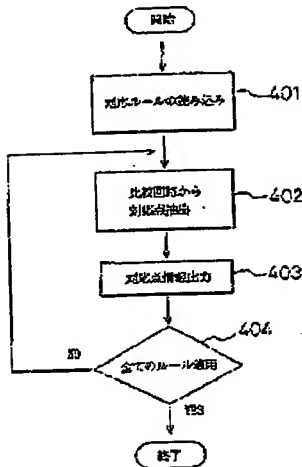 開始
対応ルールの読み込み
401
比較回路から
対応点抽出
402
対応点情報出力
403
404
全てのルール適用
NO
YES
終了